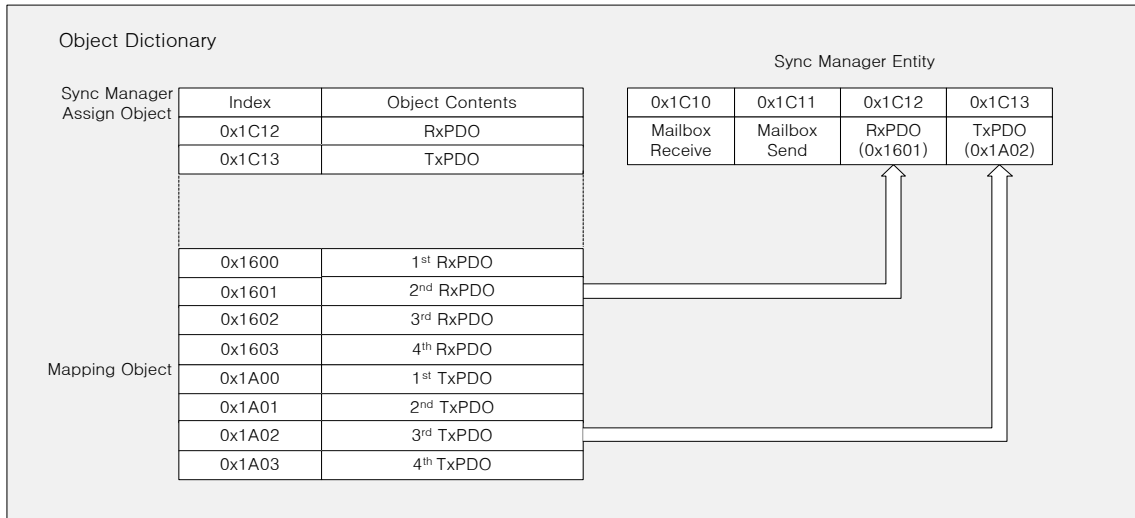 Object Dictionary
Sync Manager Entity
Sync Manager
Assign Object
Index Object Contents
0x1C12 RxPDO
0x1C13 TxPDO
0x1C10 0x1C11 0x1C12 0x1C13
Mailbox Receive Mailbox Send RxPDO (0x1601) TxPDO (0x1A02)
Mapping Object
0x1600 1st RxPDO
0x1601 2nd RxPDO
0x1602 3rd RxPDO
0x1603 4th RxPDO
0x1A00 1st TxPDO
0x1A01 2nd TxPDO
0x1A02 3rd TxPDO
0x1A03 4th TxPDO